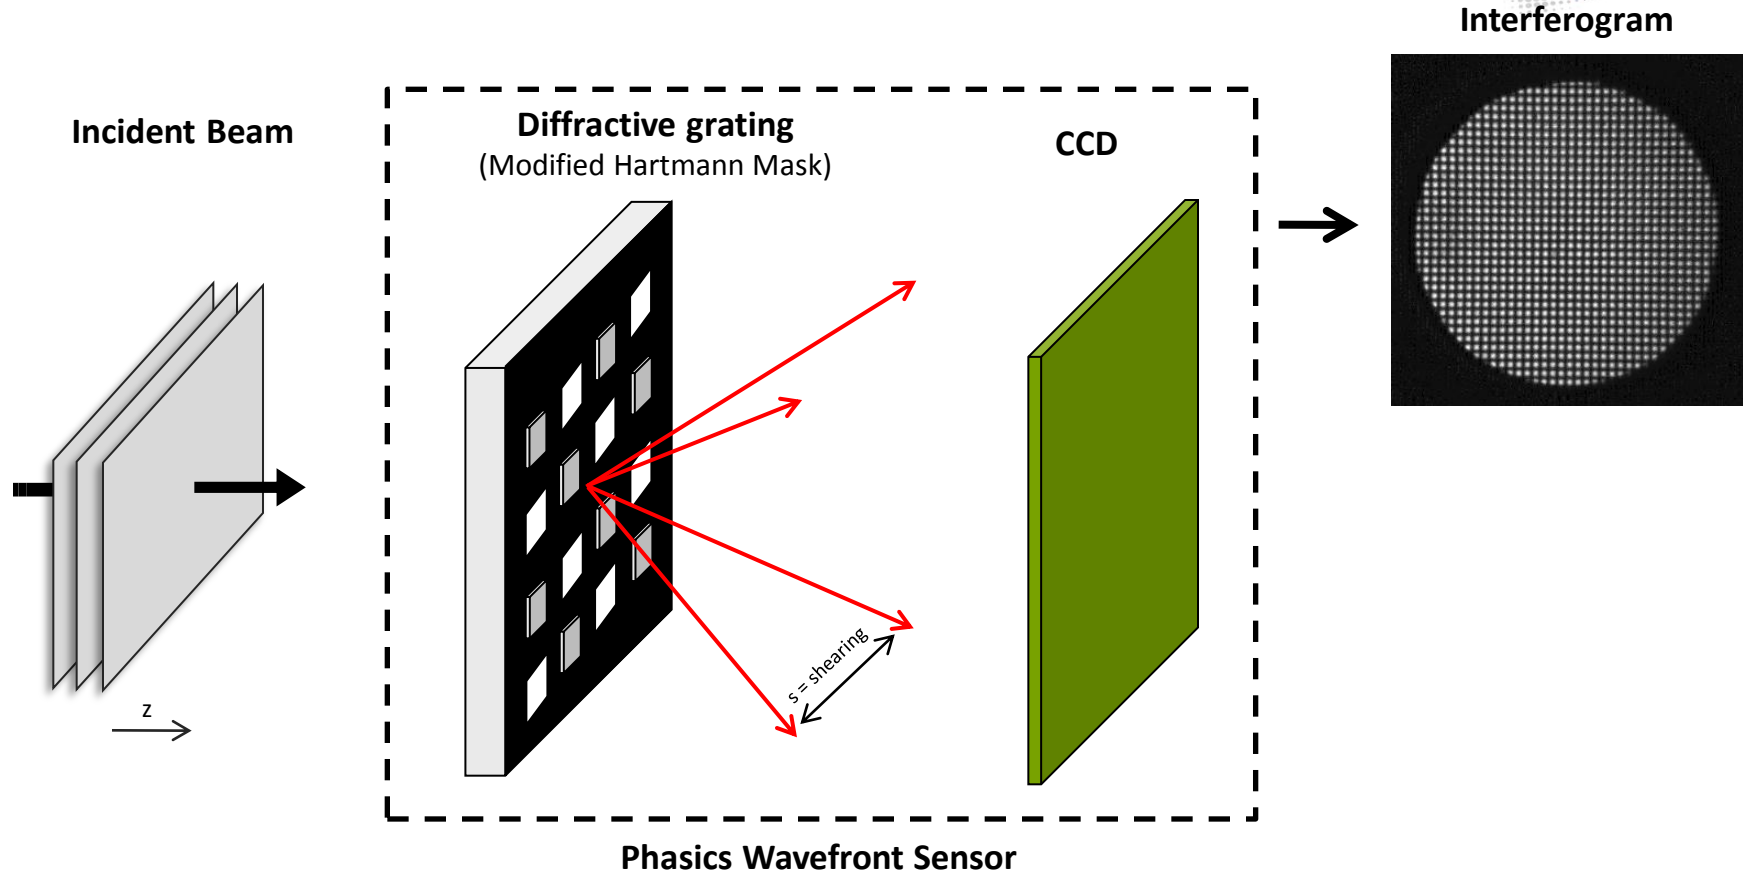 Interferogram
Incident Beam
Diffractive grating
(Modified Hartmann Mask)
CCD
s = shearing
z
Phasics Wavefront Sensor